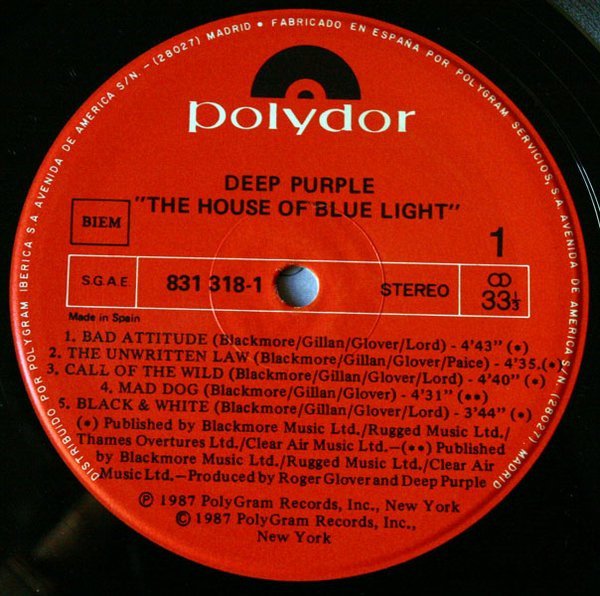 DISTRIBUIDO POR POLYGRAM IBERICA S.A. AVENIDA DE AMERICA S/N. - (28027) MADRID • FABRICADO EN ESPAÑA POR POLYGRAM SERVICIOS, S.A. AVENIDA DE AMERICA S/N. (28027). MADRID
polydor
DEEP PURPLE
"THE HOUSE OF BLUE LIGHT"
BIEM
1
S.G.A.E.
831 318-1
STEREO
33⅓
Made in Spain
1. BAD ATTITUDE (Blackmore/Gillan/Glover/Lord) - 4'43" (•)
2. THE UNWRITTEN LAW (Blackmore/Gillan/Glover/Paice) - 4'35.(•)
3. CALL OF THE WILD (Blackmore/Gillan/Glover/Lord) - 4'40" (•)
4. MAD DOG (Blackmore/Gillan/Glover) - 4'31" (••)
5. BLACK & WHITE (Blackmore/Gillan/Glover/Lord) - 3'44" (•)
(•) Published by Blackmore Music Ltd./Rugged Music Ltd./
Thames Overtures Ltd./Clear Air Music Ltd.—(••) Published
by Blackmore Music Ltd./Rugged Music Ltd./Clear Air
Music Ltd.—Produced by Roger Glover and Deep Purple
℗ 1987 PolyGram Records, Inc., New York
© 1987 PolyGram Records, Inc.,
New York